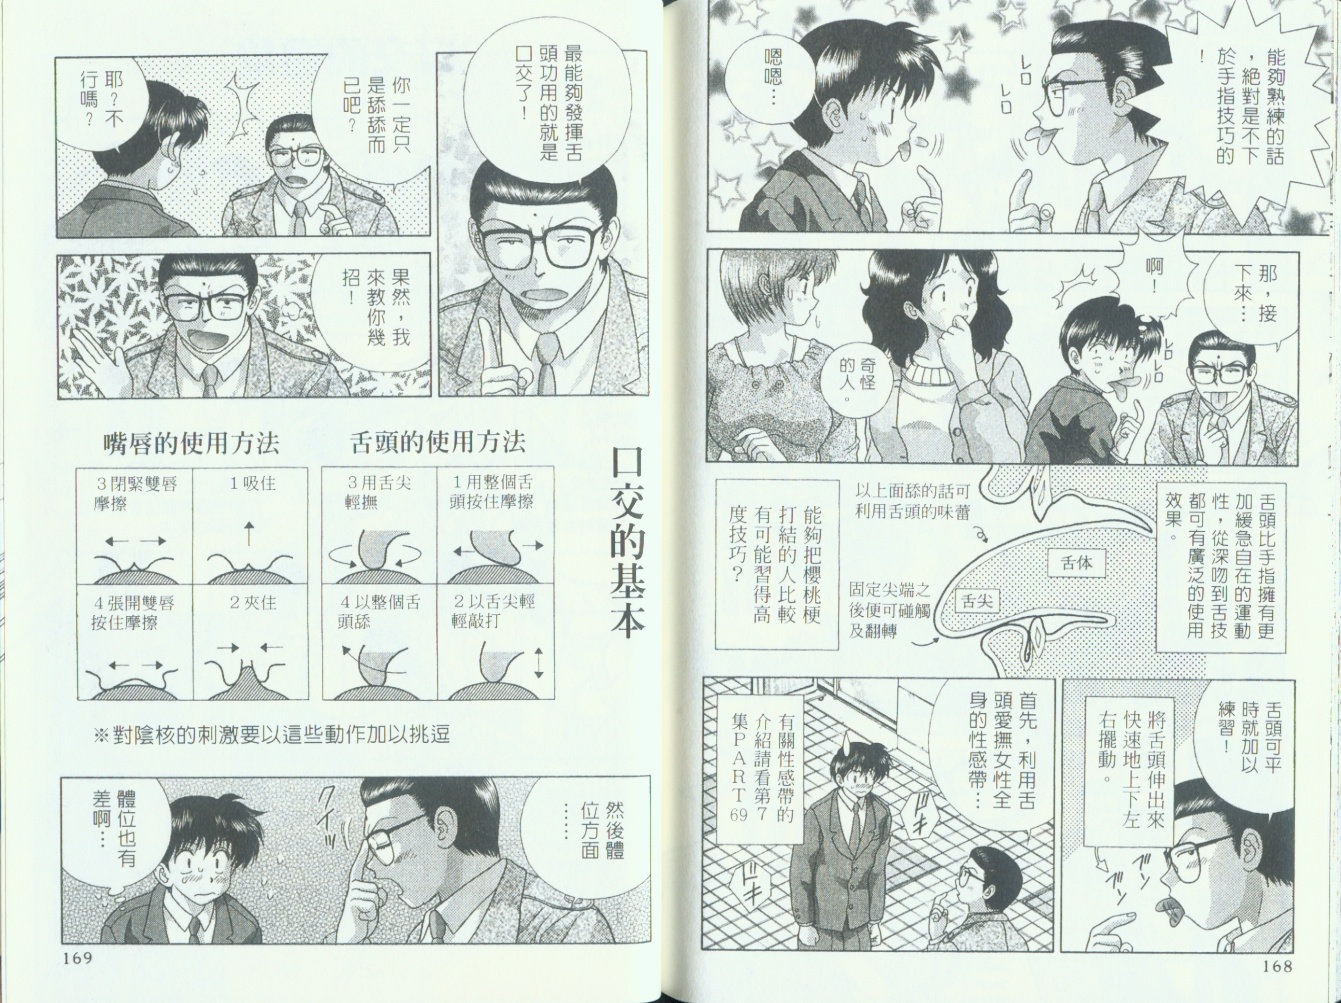 能夠熟練的話
，絕對是不下
於手指技巧的
！
レロ
レロ
嗯嗯…
那，接
下來…
啊！
レロ
レロ
奇怪
的人。
舌頭比手指擁有更
加緩急自在的運動
性，從深吻到舌技
都可有廣泛的使用
效果。
以上面舔的話可
利用舌頭的味蕾
舌体
舌尖
固定尖端之
後便可碰觸
及翻轉
能夠把櫻桃梗
打結的人比較
有可能習得高
度技巧？
舌頭可平
時就加以
練習！
將舌頭伸出來
快速地上下左
右擺動。
ブン
ブン
首先，利用舌
頭愛撫女性全
身的性感帶…
有關性感帶的
介紹請看第7
集PART69
ドキ
ドキ
168
最能夠發揮舌
頭功用的就是
口交了！
你一定只
是舔舔而
已吧？
耶？不
行嗎？
果然，我
來教你幾
招！
口交的基本
舌頭的使用方法
1用整個舌
頭按住摩擦
2以舌尖輕
輕敲打
3用舌尖
輕撫
4以整個舌
頭舔
嘴唇的使用方法
1吸住
2夾住
3閉緊雙唇
摩擦
4張開雙唇
按住摩擦
※對陰核的刺激要以這些動作加以挑逗
然後體
位方面
……
クイッ
體位也有
差啊…
169